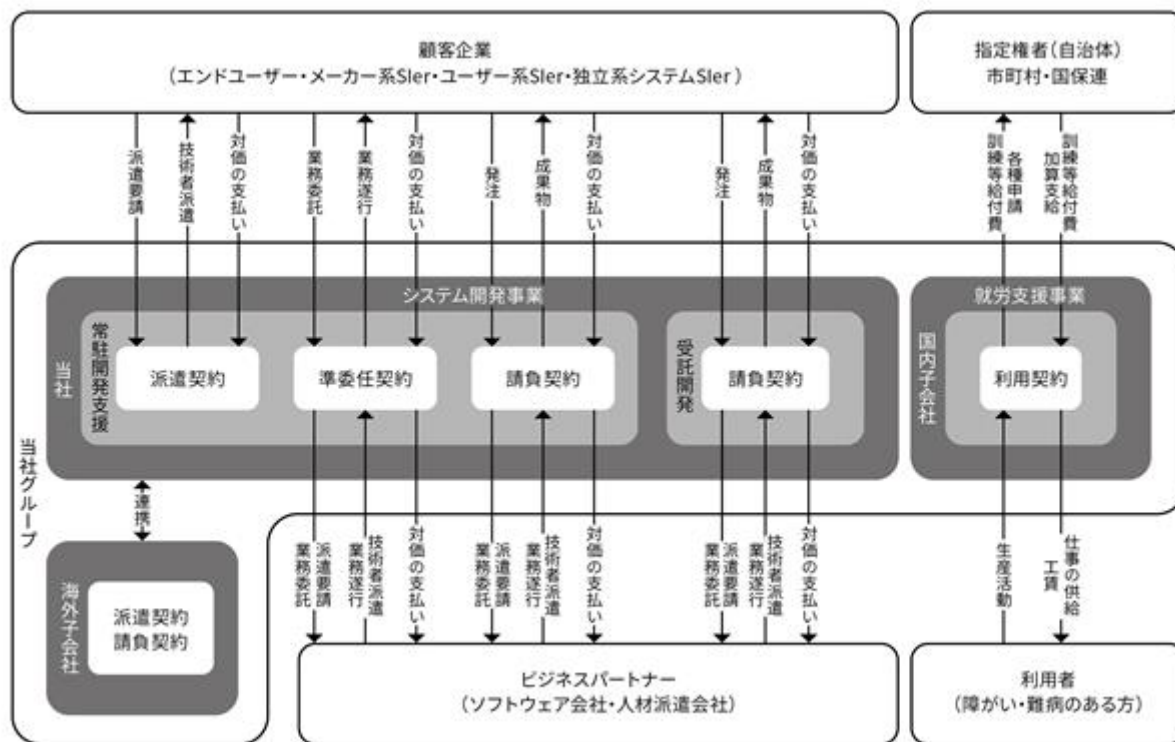 顧客企業
(エンドユーザー・メーカー系SIer・ユーザー系SIer・独立系システムSIer)
指定権者(自治体)
市町村・国保連
派遣要請
技術者派遣
対価の支払い
業務委託
業務遂行
対価の支払い
発注
成果物
対価の支払い
発注
成果物
対価の支払い
各種申請
訓練等給付費
訓練等給付費
加算支給
システム開発事業
就労支援事業
当社
常駐開発支援
派遣契約
準委任契約
請負契約
受託開発
請負契約
国内子会社
利用契約
当社グループ
連携
海外子会社
派遣契約
請負契約
派遣要請
業務委託
技術者派遣
業務遂行
対価の支払い
派遣要請
業務委託
技術者派遣
業務遂行
対価の支払い
派遣要請
業務委託
技術者派遣
業務遂行
対価の支払い
生産活動
仕事の供給
工賃
ビジネスパートナー
(ソフトウェア会社・人材派遣会社)
利用者
(障がい・難病のある方)